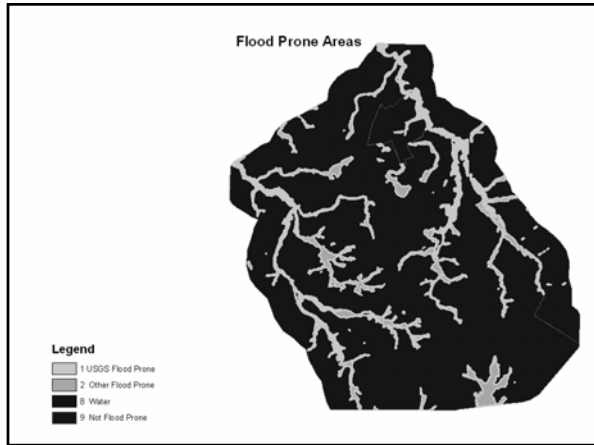 Flood Prone Areas
Legend
1 USGS Flood Prone
2 Other Flood Prone
8 Water
9 Not Flood Prone